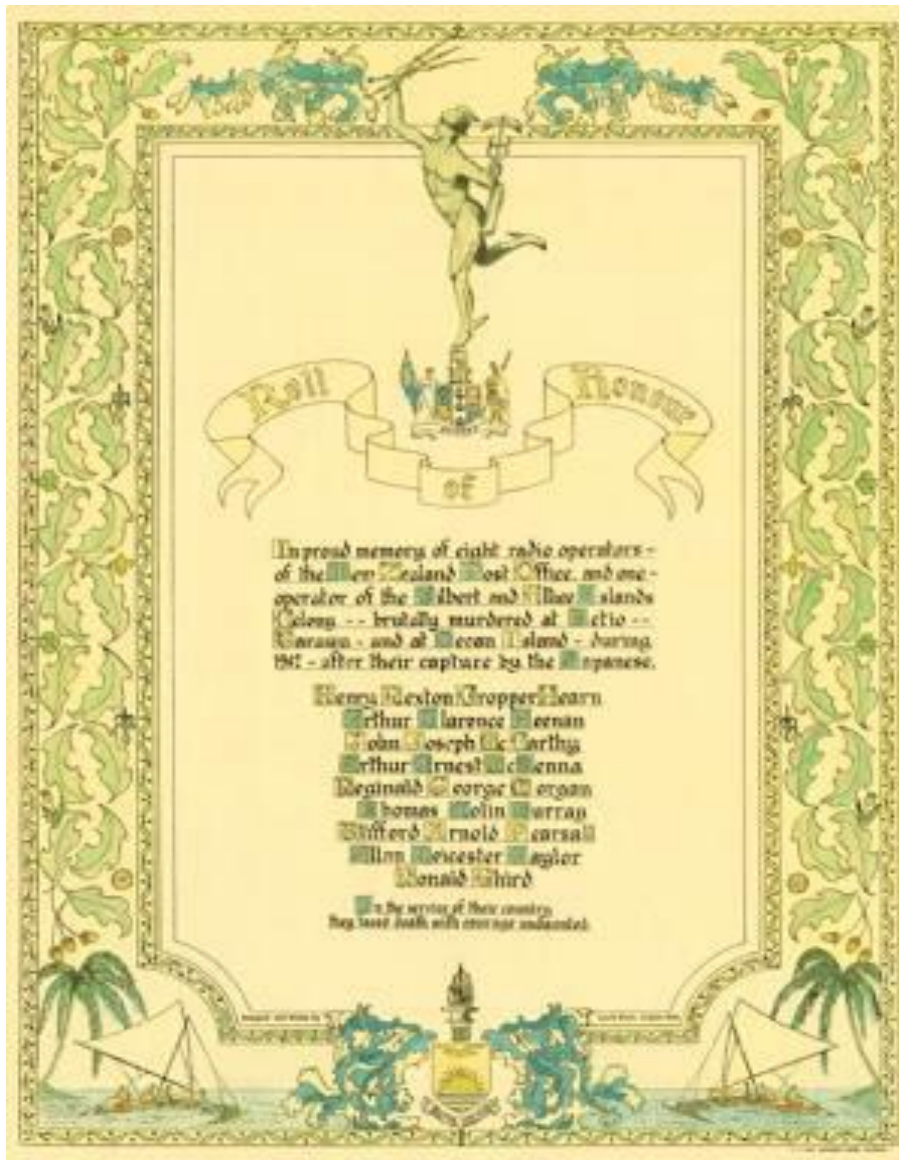 Roll of Honour
In proud memory of eight radio operators -
of the New Zealand Post Office, and one -
operator of the Gilbert and Ellice Islands
Colony -- brutally murdered at Betio --
Tarawa - and at Ocean Island - during
1942 - after their capture by the Japanese.
Henry Rexton Cropper Hearn
Arthur Clarence Heenan
John Joseph McCarthy
Arthur Ernest McKenna
Reginald George Morgan
Thomas Colin Murray
Clifford Arnold Pearsall
Allan Leicester Taylor
Ronald Third
In the service of their country
they faced death with courage undaunted.